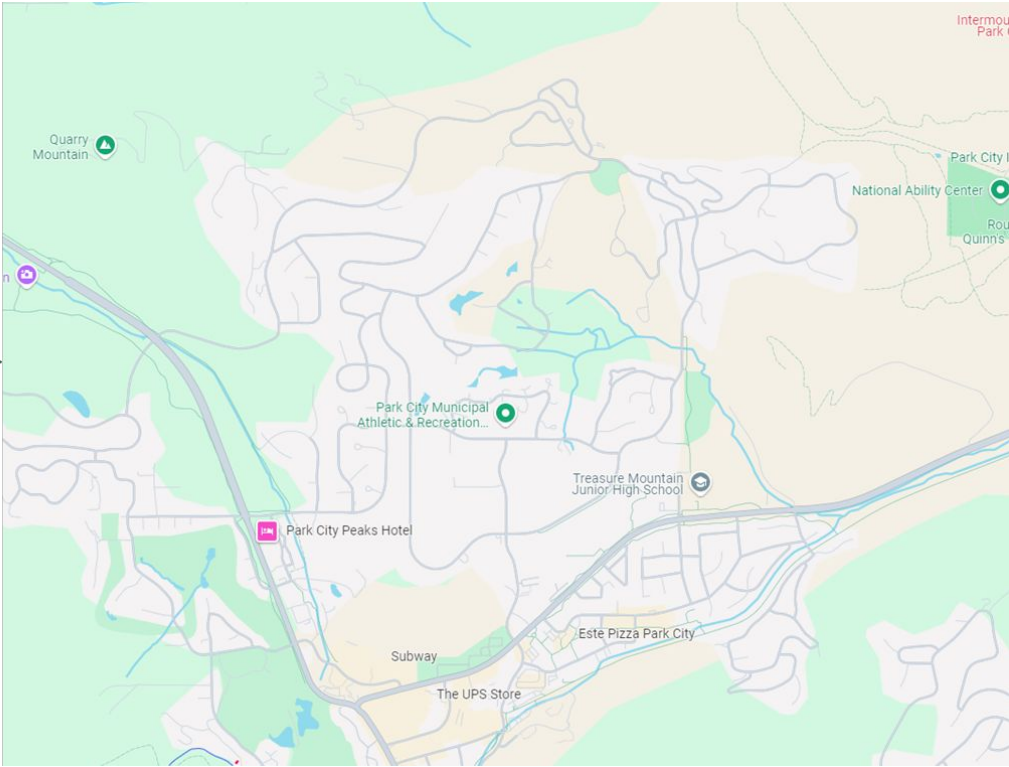 Intermou
Park
Quarry
Mountain
Park City
National Ability Center
Rou
Quinn's
n
Park City Municipal
Athletic & Recreation...
Treasure Mountain
Junior High School
Park City Peaks Hotel
Este Pizza Park City
Subway
The UPS Store